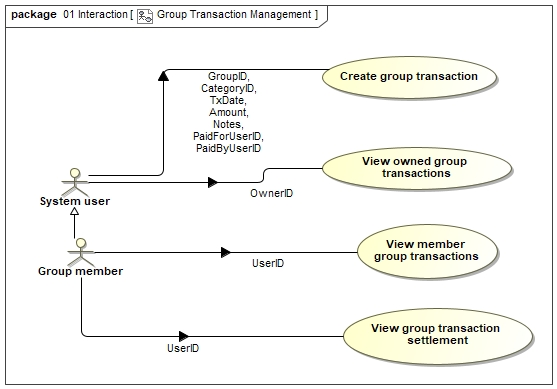 package 01 Interaction [ Group Transaction Management ]
GroupID,
CategoryID,
TxDate,
Amount,
Notes,
PaidForUserID,
PaidByUserID
Create group transaction
View owned group
transactions
System user
OwnerID
View member
group transactions
Group member
UserID
View group transaction
settlement
UserID